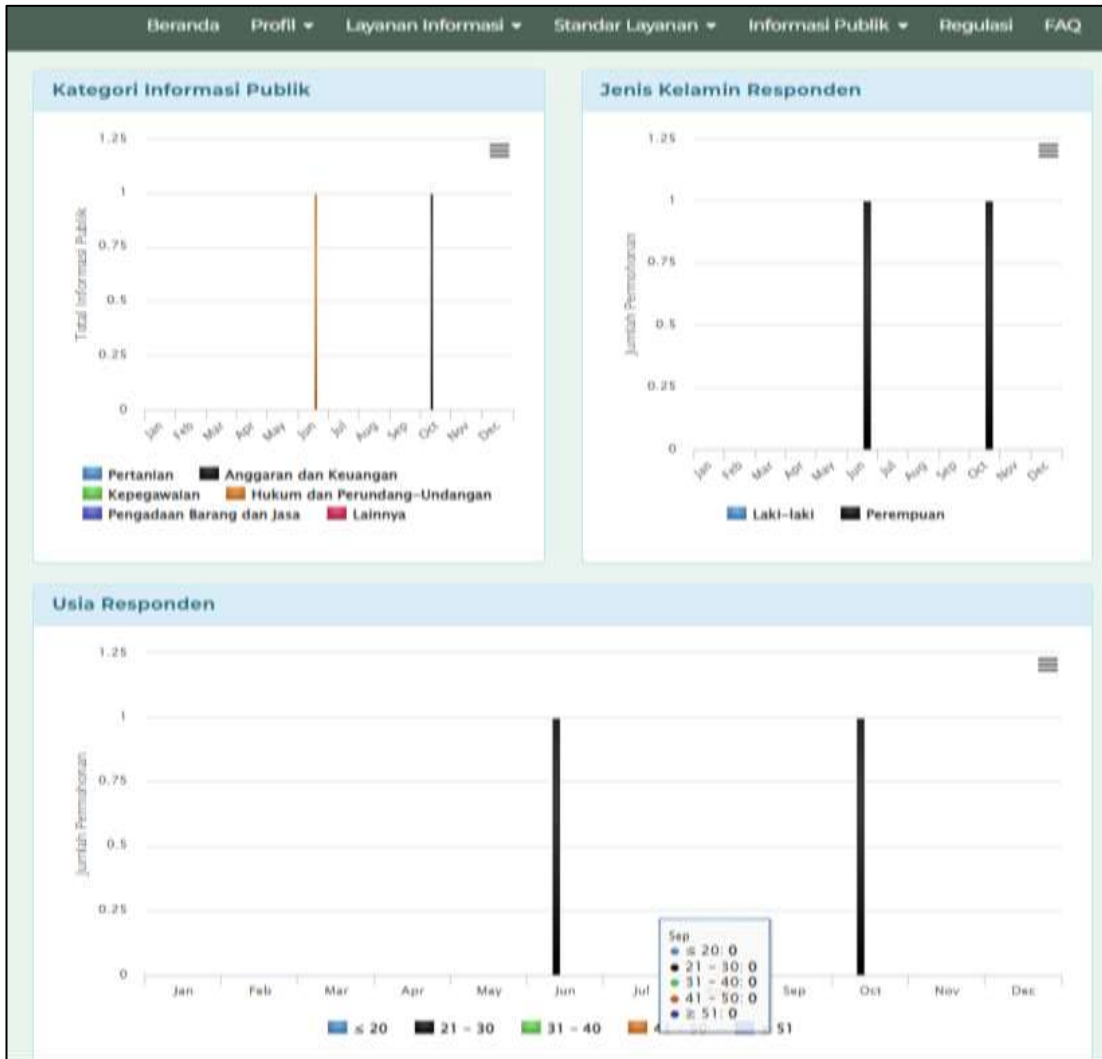 Beranda Profil Layanan Informasi Standar Layanan Informasi Publik Regulasi FAQ
Kategori Informasi Publik
1.25
1
0.75
0.5
0.25
0
Total Informasi Publik
Jan Feb Mar Apr May Jun Jul Aug Sep Oct Nov Dec
Pertanian Anggaran dan Keuangan
Kepegawaian Hukum dan Perundang-Undangan
Pengadaan Barang dan Jasa Lainnya
Jenis Kelamin Responden
1.25
1
0.75
0.5
0.25
0
Jumlah Permohonan
Jan Feb Mar Apr May Jun Jul Aug Sep Oct Nov Dec
Laki-laki Perempuan
Usia Responden
1.25
1
0.75
0.5
0.25
0
Jumlah Permohonan
Sep
≤ 20: 0
21 - 30: 0
31 - 40: 0
41 - 50: 0
≥ 51: 0
Jan Feb Mar Apr May Jun Jul Sep Oct Nov Dec
≤ 20 21 - 30 31 - 40 51